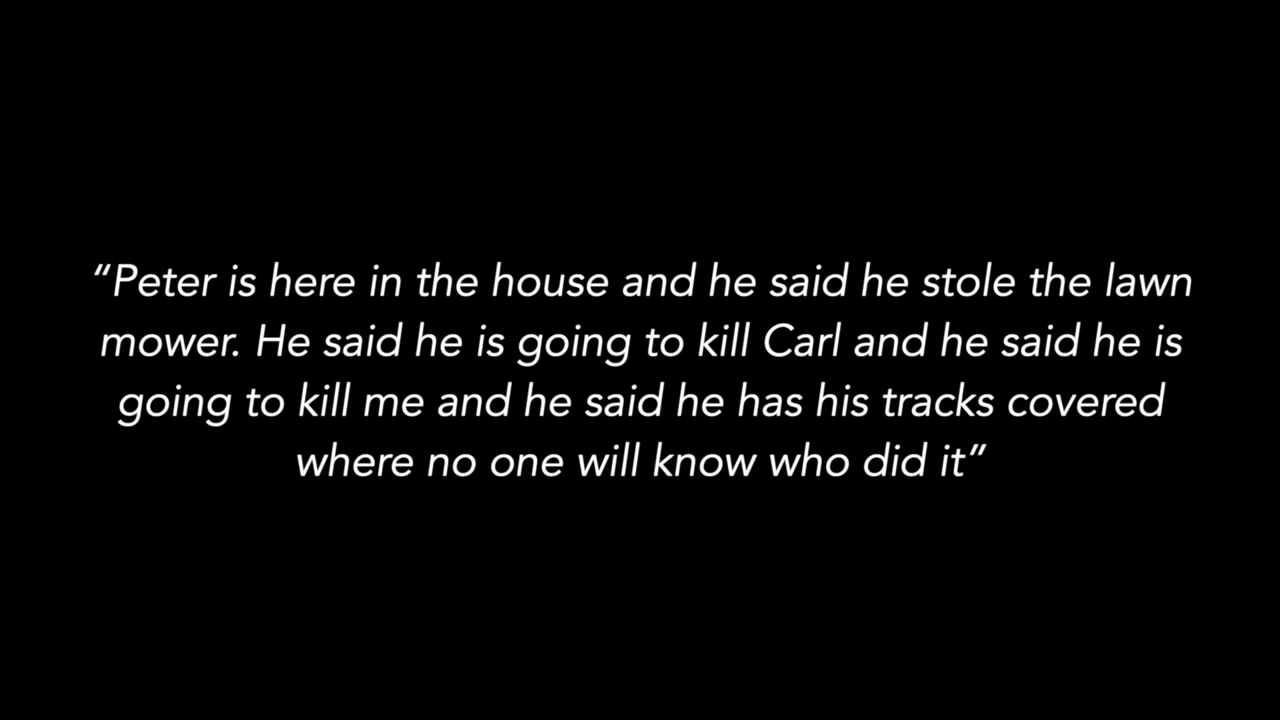 “Peter is here in the house and he said he stole the lawn
mower. He said he is going to kill Carl and he said he is
going to kill me and he said he has his tracks covered
where no one will know who did it”